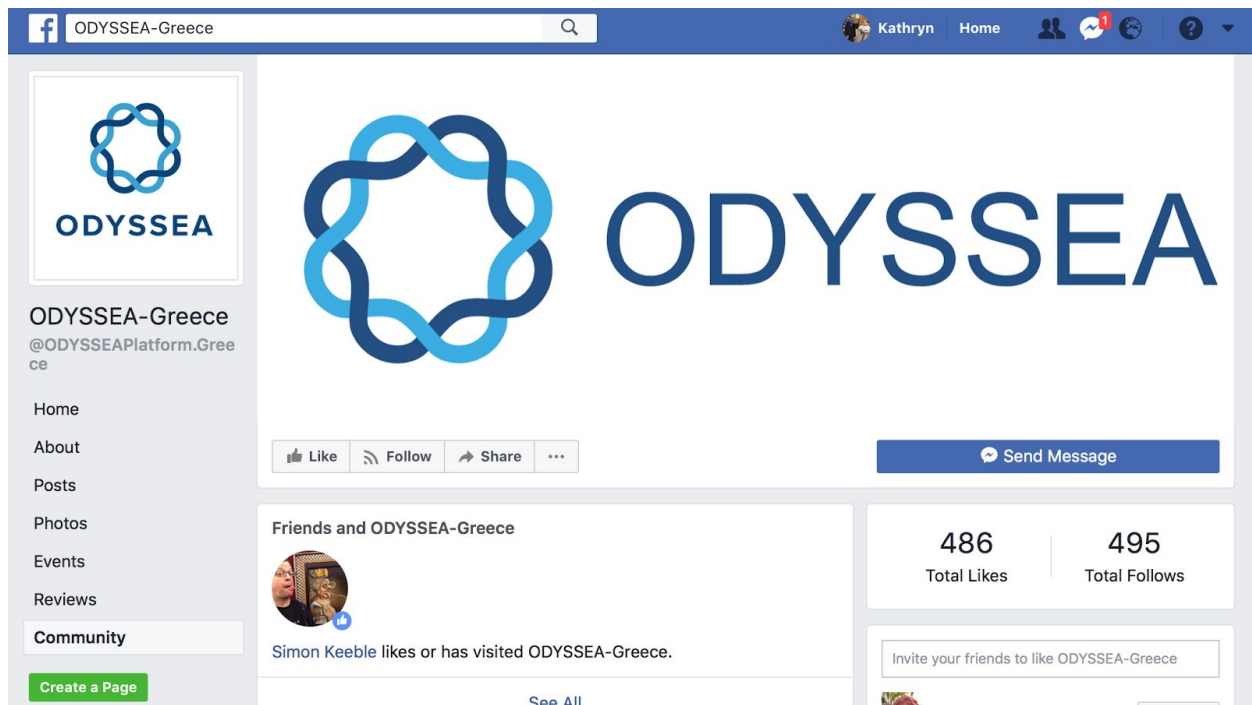 ODYSSEA-Greece
Kathryn
Home
1
?
ODYSSEA
ODYSSEA
ODYSSEA-Greece
@ODYSSEAPlatform.Gree
ce
Home
About
Posts
Photos
Events
Reviews
Community
Create a Page
Like
Follow
Share
...
Send Message
Friends and ODYSSEA-Greece
Simon Keeble likes or has visited ODYSSEA-Greece.
See All
486
495
Total Likes
Total Follows
Invite your friends to like ODYSSEA-Greece